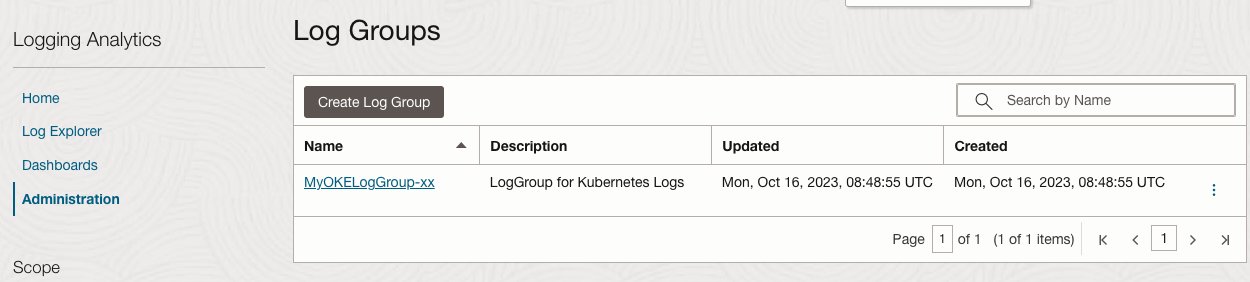 Logging Analytics
Home
Log Explorer
Dashboards
Administration
Scope
Log Groups
Create Log Group
Search by Name
Name Description Updated Created
MyOKELogGroup-xx LogGroup for Kubernetes Logs Mon, Oct 16, 2023, 08:48:55 UTC Mon, Oct 16, 2023, 08:48:55 UTC
Page 1 of 1 (1 of 1 items) 1